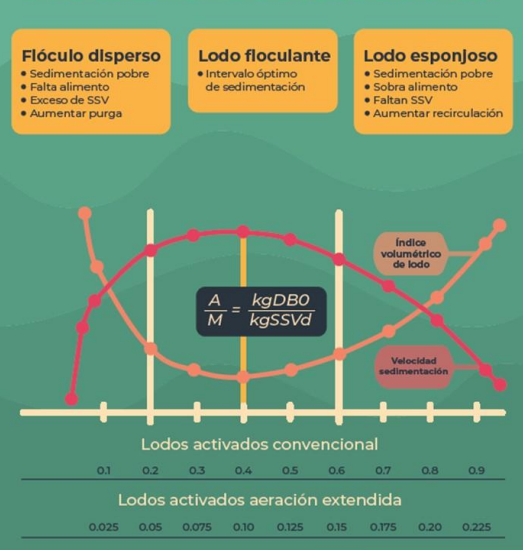 Flóculo disperso
• Sedimentación pobre
• Falta alimento
• Exceso de SSV
• Aumentar purga
Lodo floculante
• Intervalo óptimo
de sedimentación
Lodo esponjoso
• Sedimentación pobre
• Sobra alimento
• Faltan SSV
• Aumentar recirculación
Índice
volumétrico
de lodo
A/M = kgDBO/kgSSVd
Velocidad
sedimentación
Lodos activados convencional
0.1 0.2 0.3 0.4 0.5 0.6 0.7 0.8 0.9
Lodos activados aeración extendida
0.025 0.05 0.075 0.10 0.125 0.15 0.175 0.20 0.225